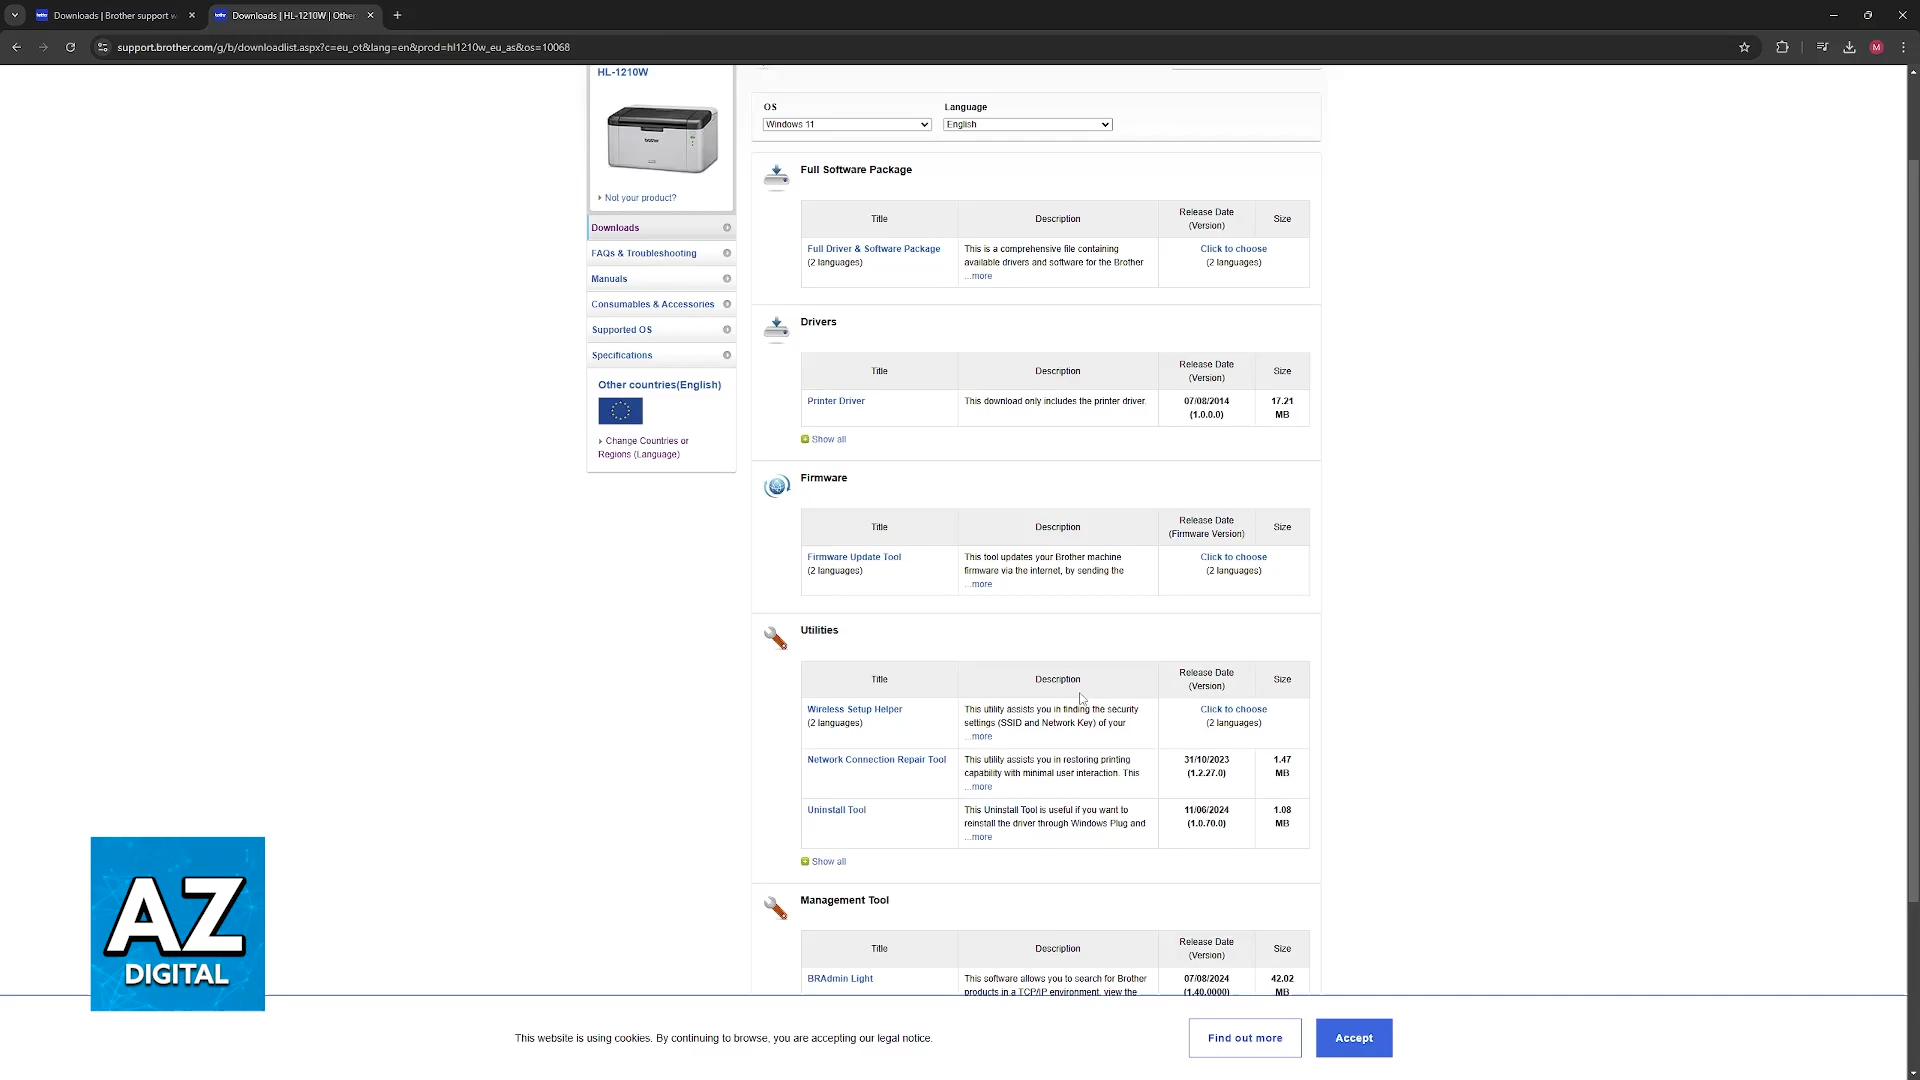 Downloads | Brother support w
Downloads | HL-1210W | Other
support.brother.com/g/b/downloadlist.aspx?c=eu_ot&lang=en&prod=hl1210w_eu_as&os=10068
M
HL-1210W
brother
Not your product?
Downloads
FAQs & Troubleshooting
Manuals
Consumables & Accessories
Supported OS
Specifications
Other countries(English)
Change Countries or
Regions (Language)
OS
Language
Windows 11
English
Full Software Package
Title
Description
Release Date
(Version)
Size
Full Driver & Software Package
(2 languages)
This is a comprehensive file containing
available drivers and software for the Brother
...more
Click to choose
(2 languages)
Drivers
Title
Description
Release Date
(Version)
Size
Printer Driver
This download only includes the printer driver.
07/08/2014
(1.0.0.0)
17.21
MB
Show all
Firmware
Title
Description
Release Date
(Firmware Version)
Size
Firmware Update Tool
(2 languages)
This tool updates your Brother machine
firmware via the internet, by sending the
...more
Click to choose
(2 languages)
Utilities
Title
Description
Release Date
(Version)
Size
Wireless Setup Helper
(2 languages)
This utility assists you in finding the security
settings (SSID and Network Key) of your
...more
Click to choose
(2 languages)
Network Connection Repair Tool
This utility assists you in restoring printing
capability with minimal user interaction. This
...more
31/10/2023
(1.2.27.0)
1.47
MB
Uninstall Tool
This Uninstall Tool is useful if you want to
reinstall the driver through Windows Plug and
...more
11/06/2024
(1.0.70.0)
1.08
MB
Show all
Management Tool
Title
Description
Release Date
(Version)
Size
BRAdmin Light
This software allows you to search for Brother
products in a TCP/IP environment, view the
07/08/2024
(1.40.0000)
42.02
MB
AZ
DIGITAL
This website is using cookies. By continuing to browse, you are accepting our legal notice.
Find out more
Accept